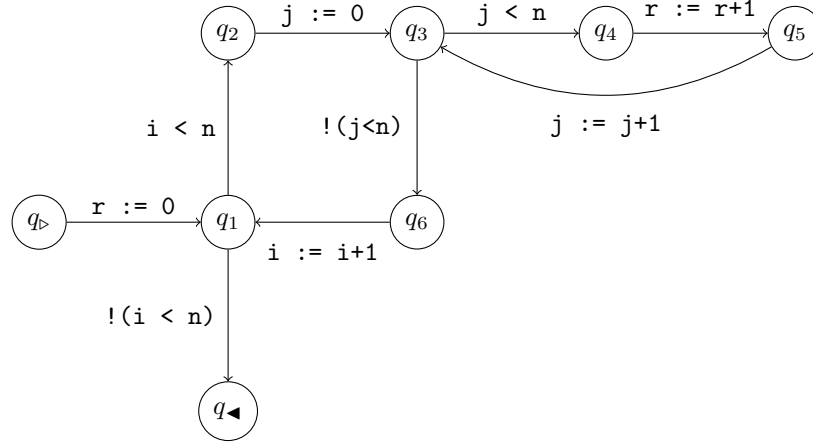 q₂ j := 0 q₃ j < n q₄ r := r+1 q₅
i < n !(j<n) j := j+1
q▷ r := 0 q₁ i := i+1 q₆
!(i < n)
q◀